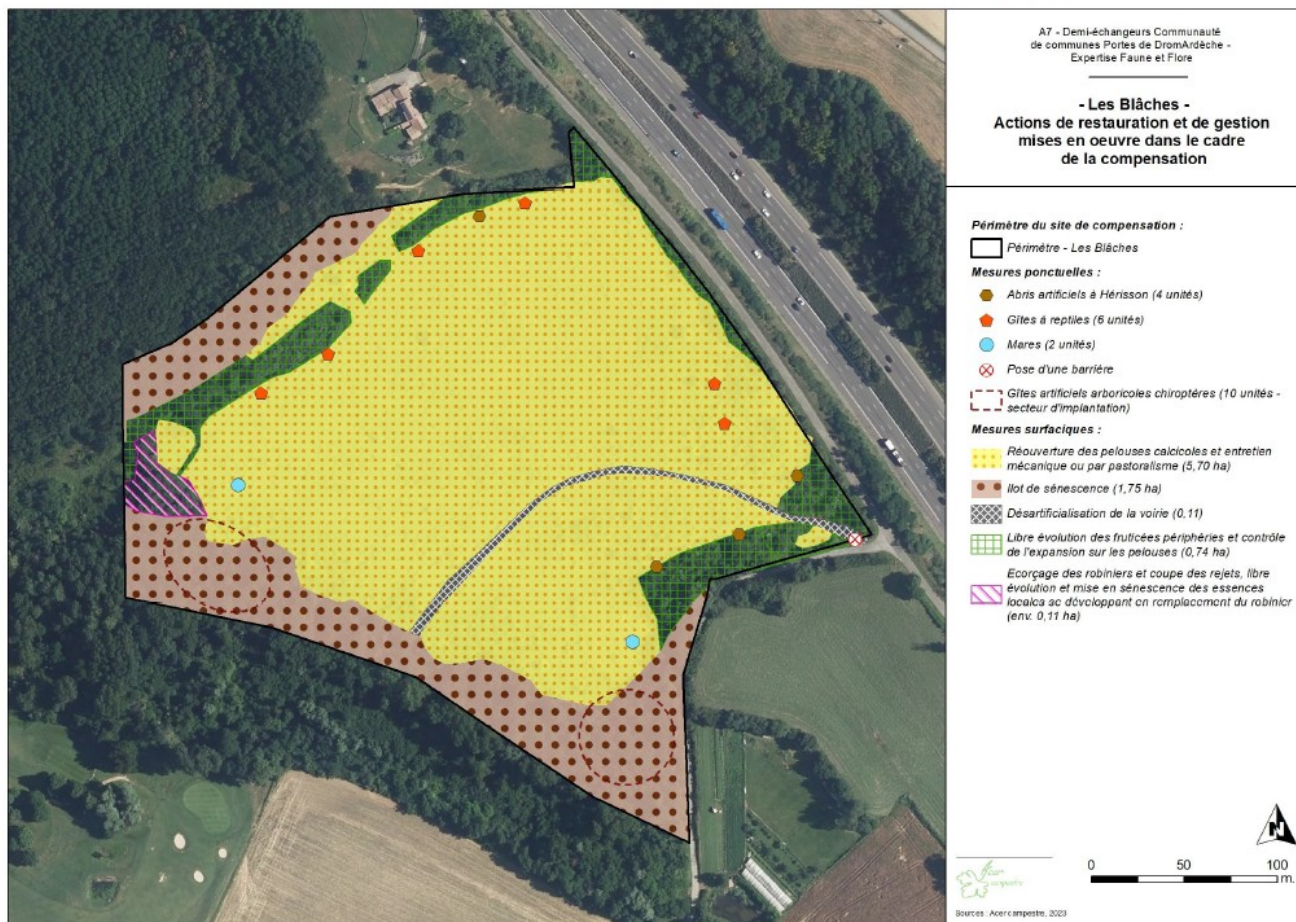 A7 - Demi-échangeurs Communauté
de communes Portes de DromArdèche -
Expertise Faune et Flore
- Les Blâches -
Actions de restauration et de gestion
mises en oeuvre dans le cadre
de la compensation
Périmètre du site de compensation :
Périmètre - Les Blâches
Mesures ponctuelles :
Abris artificiels à Hérisson (4 unités)
Gîtes à reptiles (6 unités)
Mares (2 unités)
Pose d'une barrière
Gîtes artificiels arboricoles chiroptères (10 unités -
secteur d'implantation)
Mesures surfaciques :
Réouverture des pelouses calcicoles et entretien
mécanique ou par pastoralisme (5,70 ha)
Ilot de sénescence (1,75 ha)
Désartificialisation de la voirie (0,11)
Libre évolution des fruticées périphéries et contrôle
de l'expansion sur les pelouses (0,74 ha)
Ecorçage des robiniers et coupe des rejets, libre
évolution et mise en sénescence des essences
locales se développant en remplacement du robinier
(env. 0,11 ha)
N
Acer
campestre
0 50 100
m.
Sources : Acer campestre, 2023